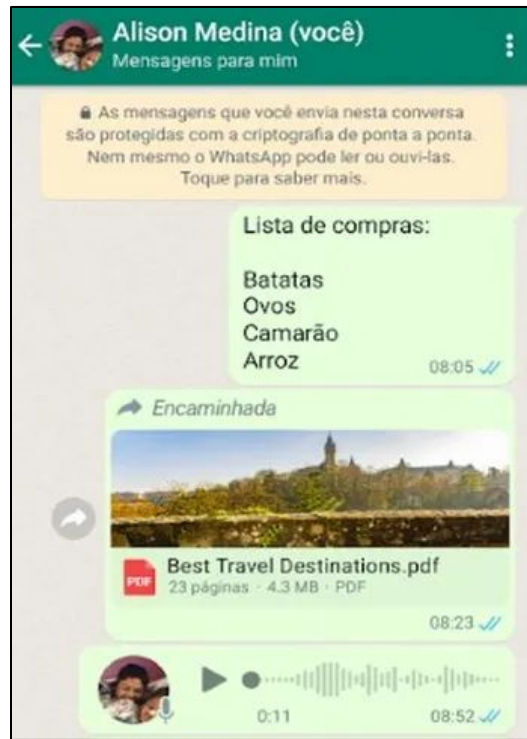 Alison Medina (você)
Mensagens para mim
As mensagens que você envia nesta conversa
são protegidas com a criptografia de ponta a ponta.
Nem mesmo o WhatsApp pode ler ou ouvi-las.
Toque para saber mais.
Lista de compras:
Batatas
Ovos
Camarão
Arroz
08:05
Encaminhada
PDF
Best Travel Destinations.pdf
23 páginas · 4.3 MB · PDF
08:23
0:11
08:52